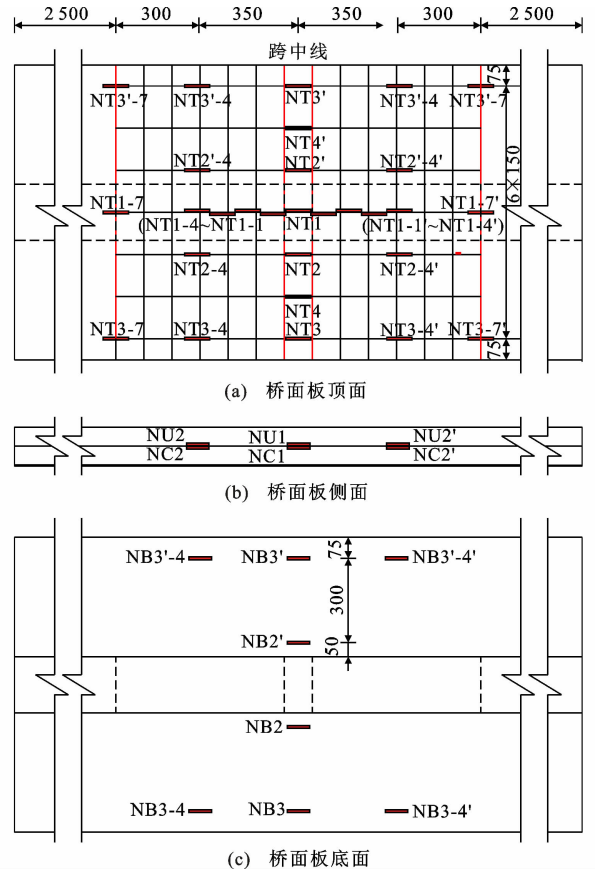 2 500 300 350 350 300 2 500
跨中线
75
NT3'-7 NT3'-4 NT3' NT3'-4 NT3'-7
NT4'
NT2'-4 NT2' NT2'-4'
6×150
NT1-7 NT1-7'
(NT1-4~NT1-1 NT1 (NT1-1'~NT1-4')
NT2-4 NT2 NT2-4'
NT4
NT3-7 NT3-4 NT3 NT3-4' NT3-7'
75
(a) 桥面板顶面
NU2 NU1 NU2'
NC2 NC1 NC2'
(b) 桥面板侧面
NB3'-4 NB3' 75 NB3'-4'
300
NB2' 50
NB2
NB3-4 NB3 NB3-4'
(c) 桥面板底面